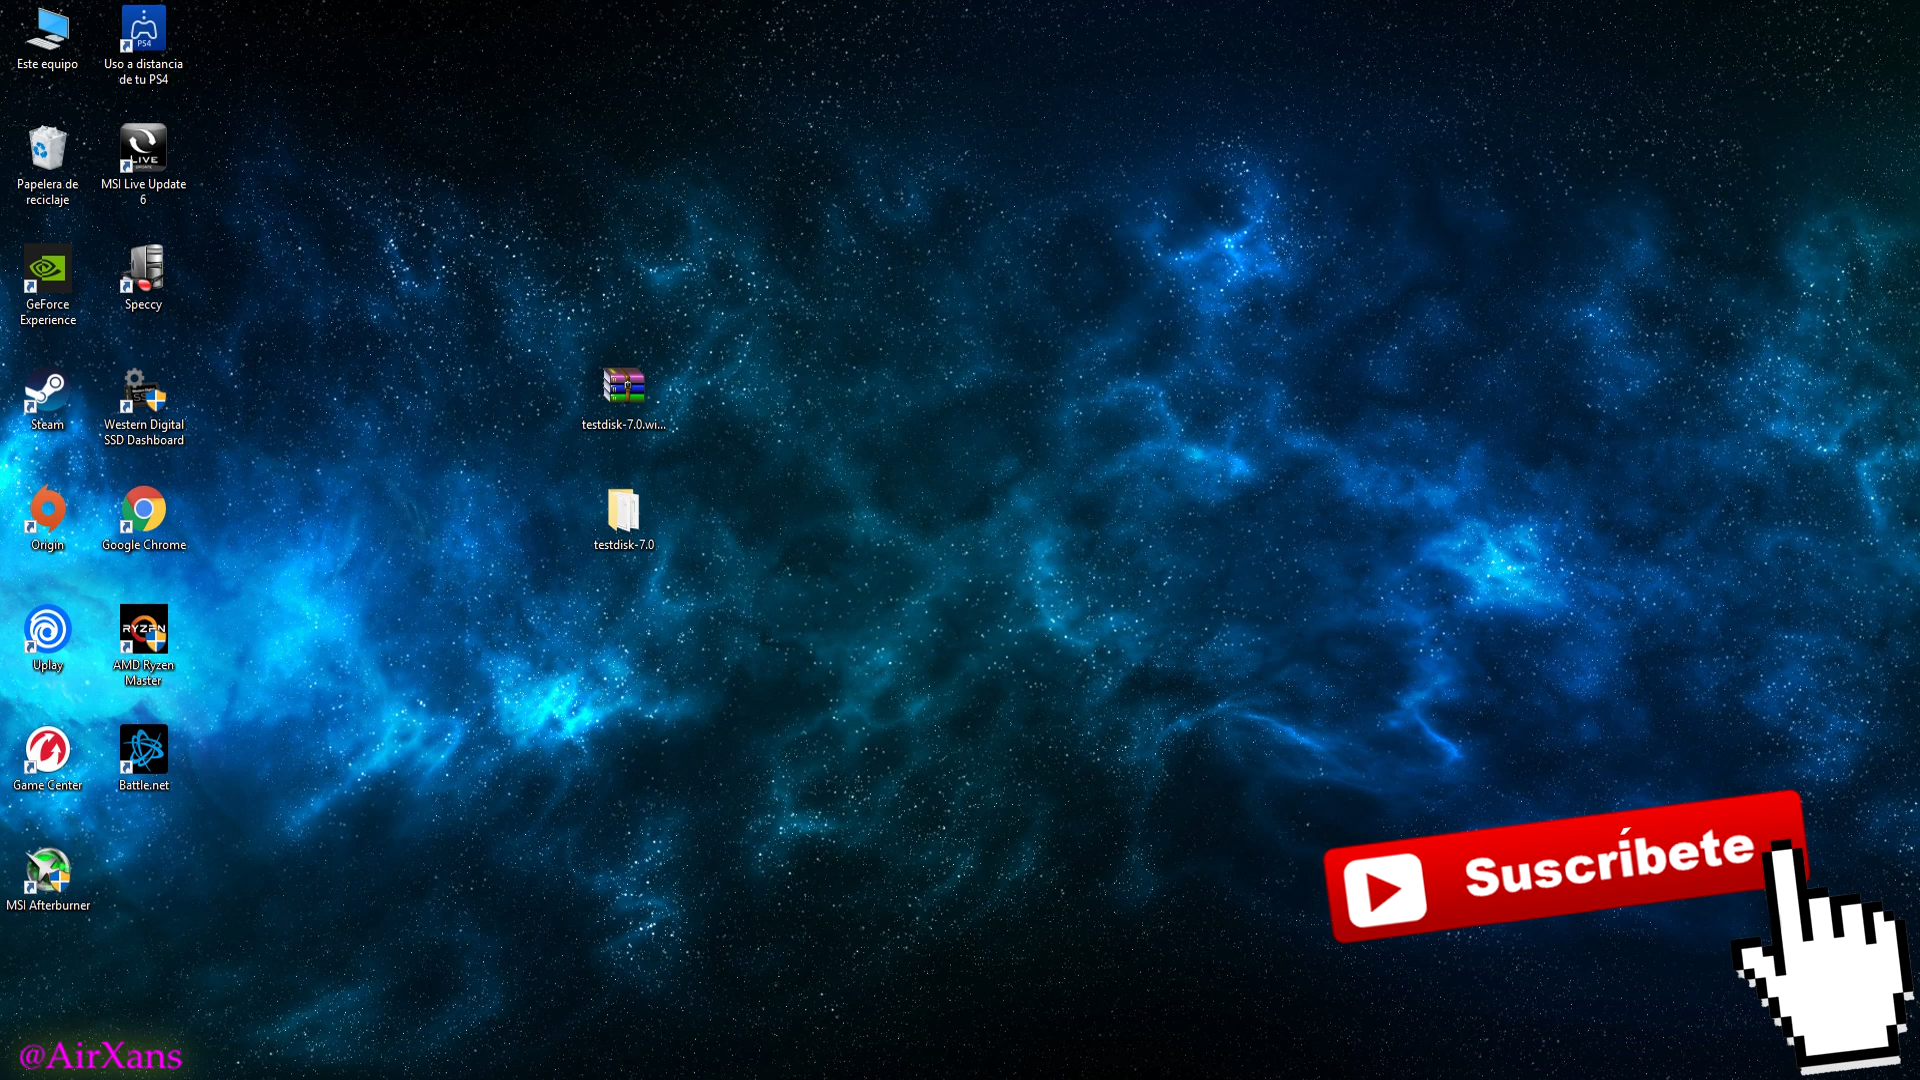 Este equipo
Uso a distancia
de tu PS4
PS4
Papelera de
reciclaje
LIVE
MSI Live Update
6
GeForce
Experience
Speccy
Steam
Western Digital
SSD Dashboard
testdisk-7.0.wi...
Origin
Google Chrome
testdisk-7.0
Uplay
RYZEN
AMD Ryzen
Master
Game Center
Battle.net
MSI Afterburner
Suscríbete
@AirXans